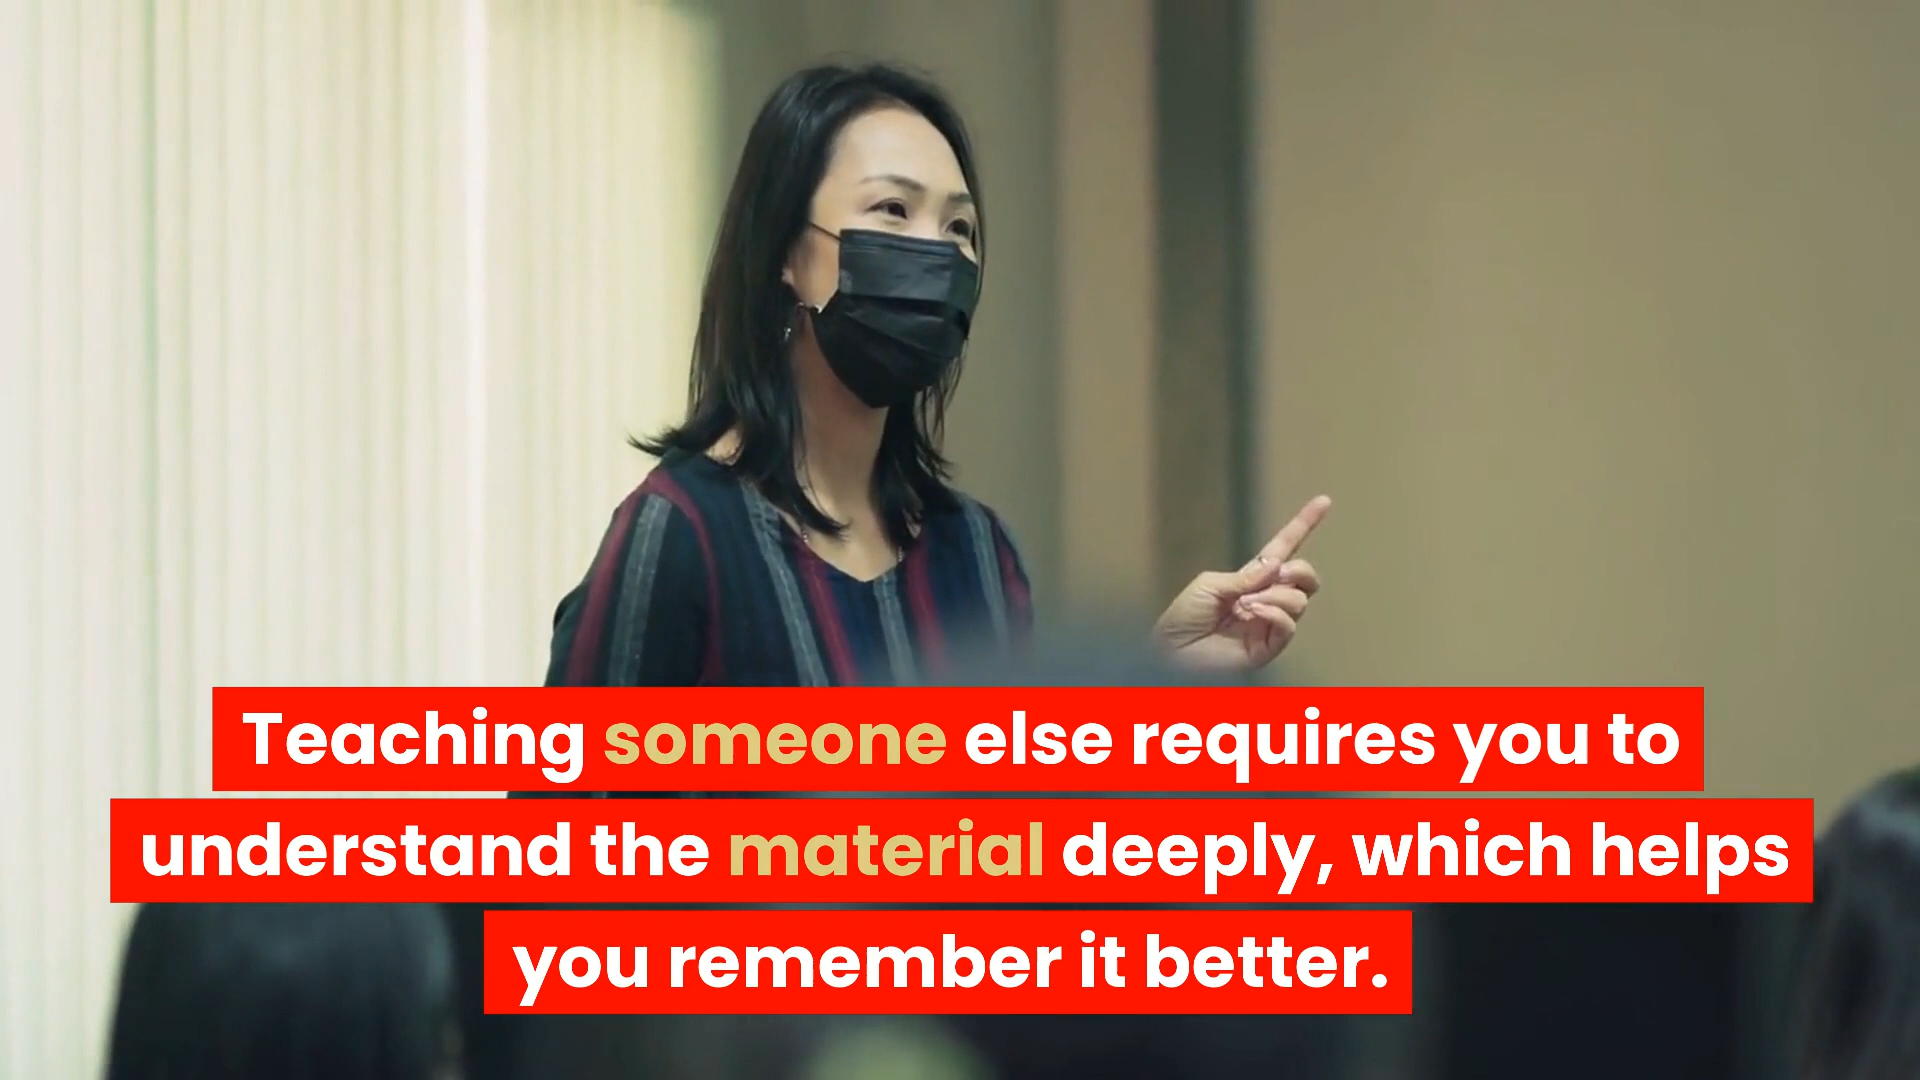 Teaching someone else requires you to
understand the material deeply, which helps
you remember it better.